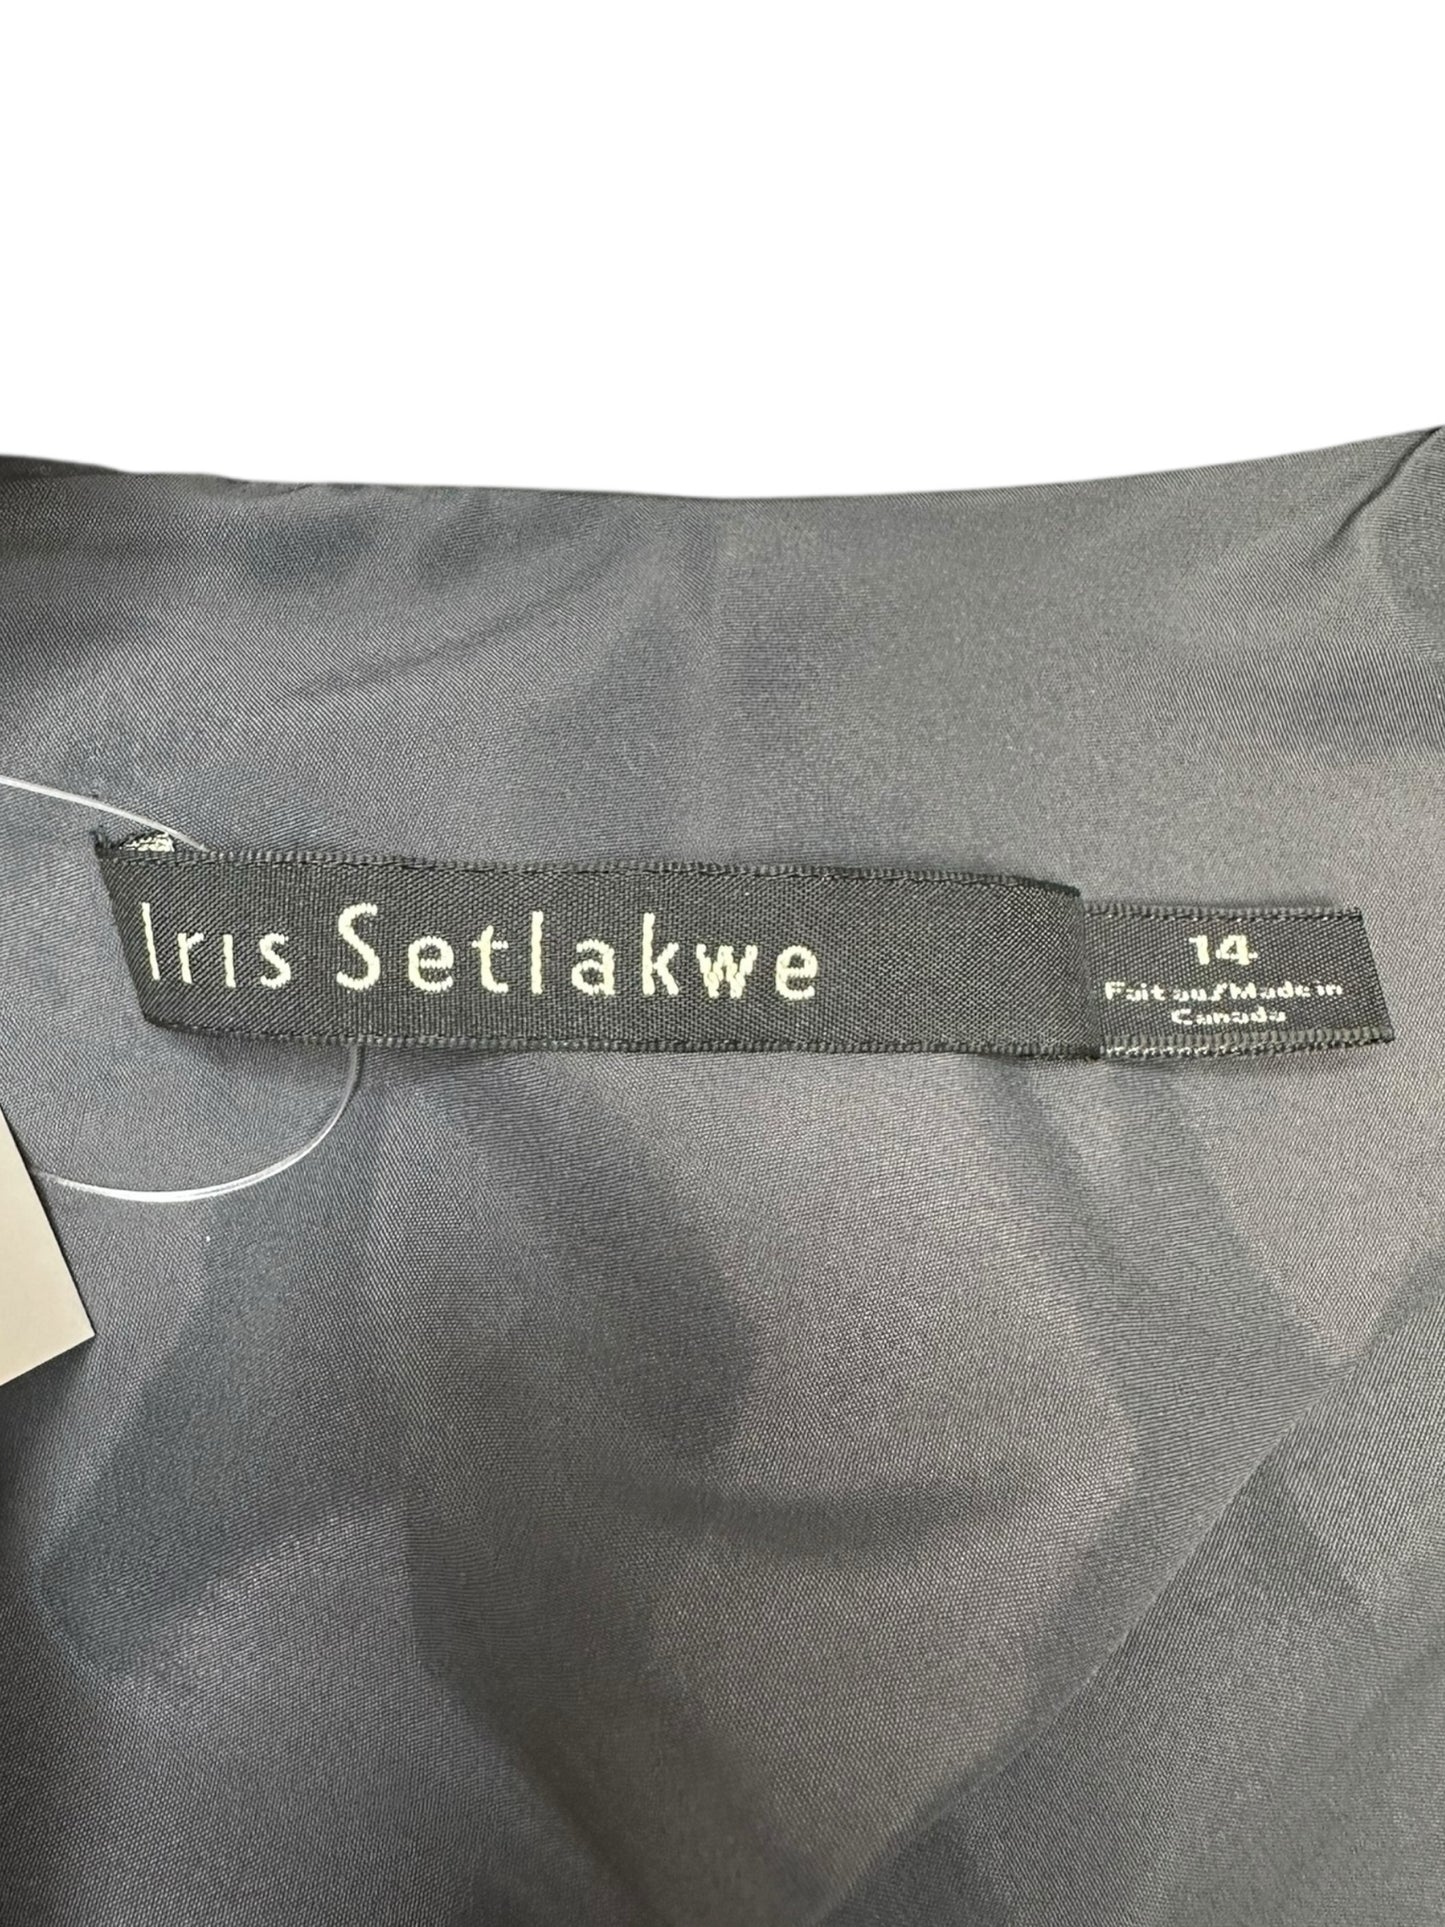 Iris Setlakwe
14
Fait au/Made in
Canada